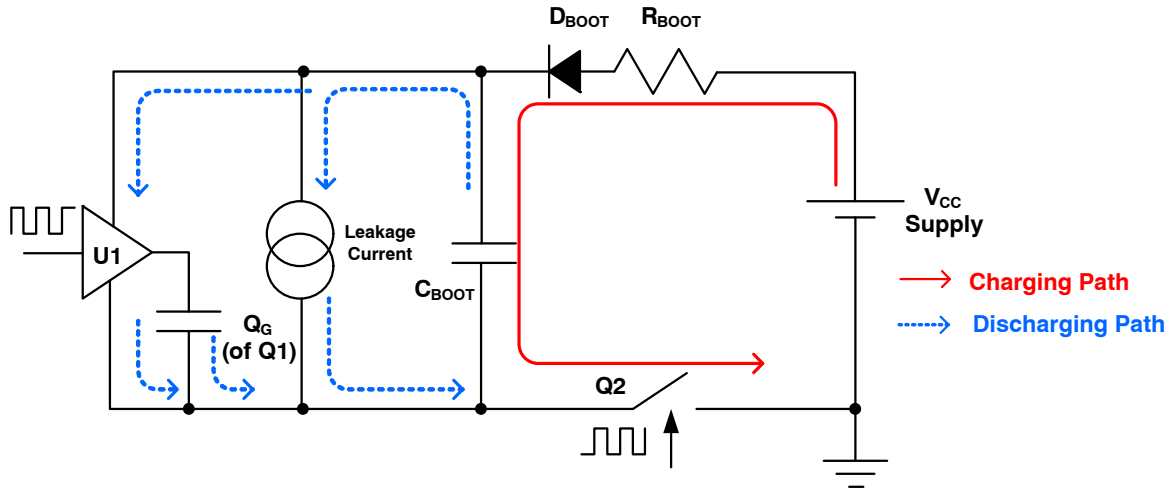 DBOOT
RBOOT
U1
Leakage
Current
VCC
Supply
CBOOT
Charging Path
QG
(of Q1)
Discharging Path
Q2